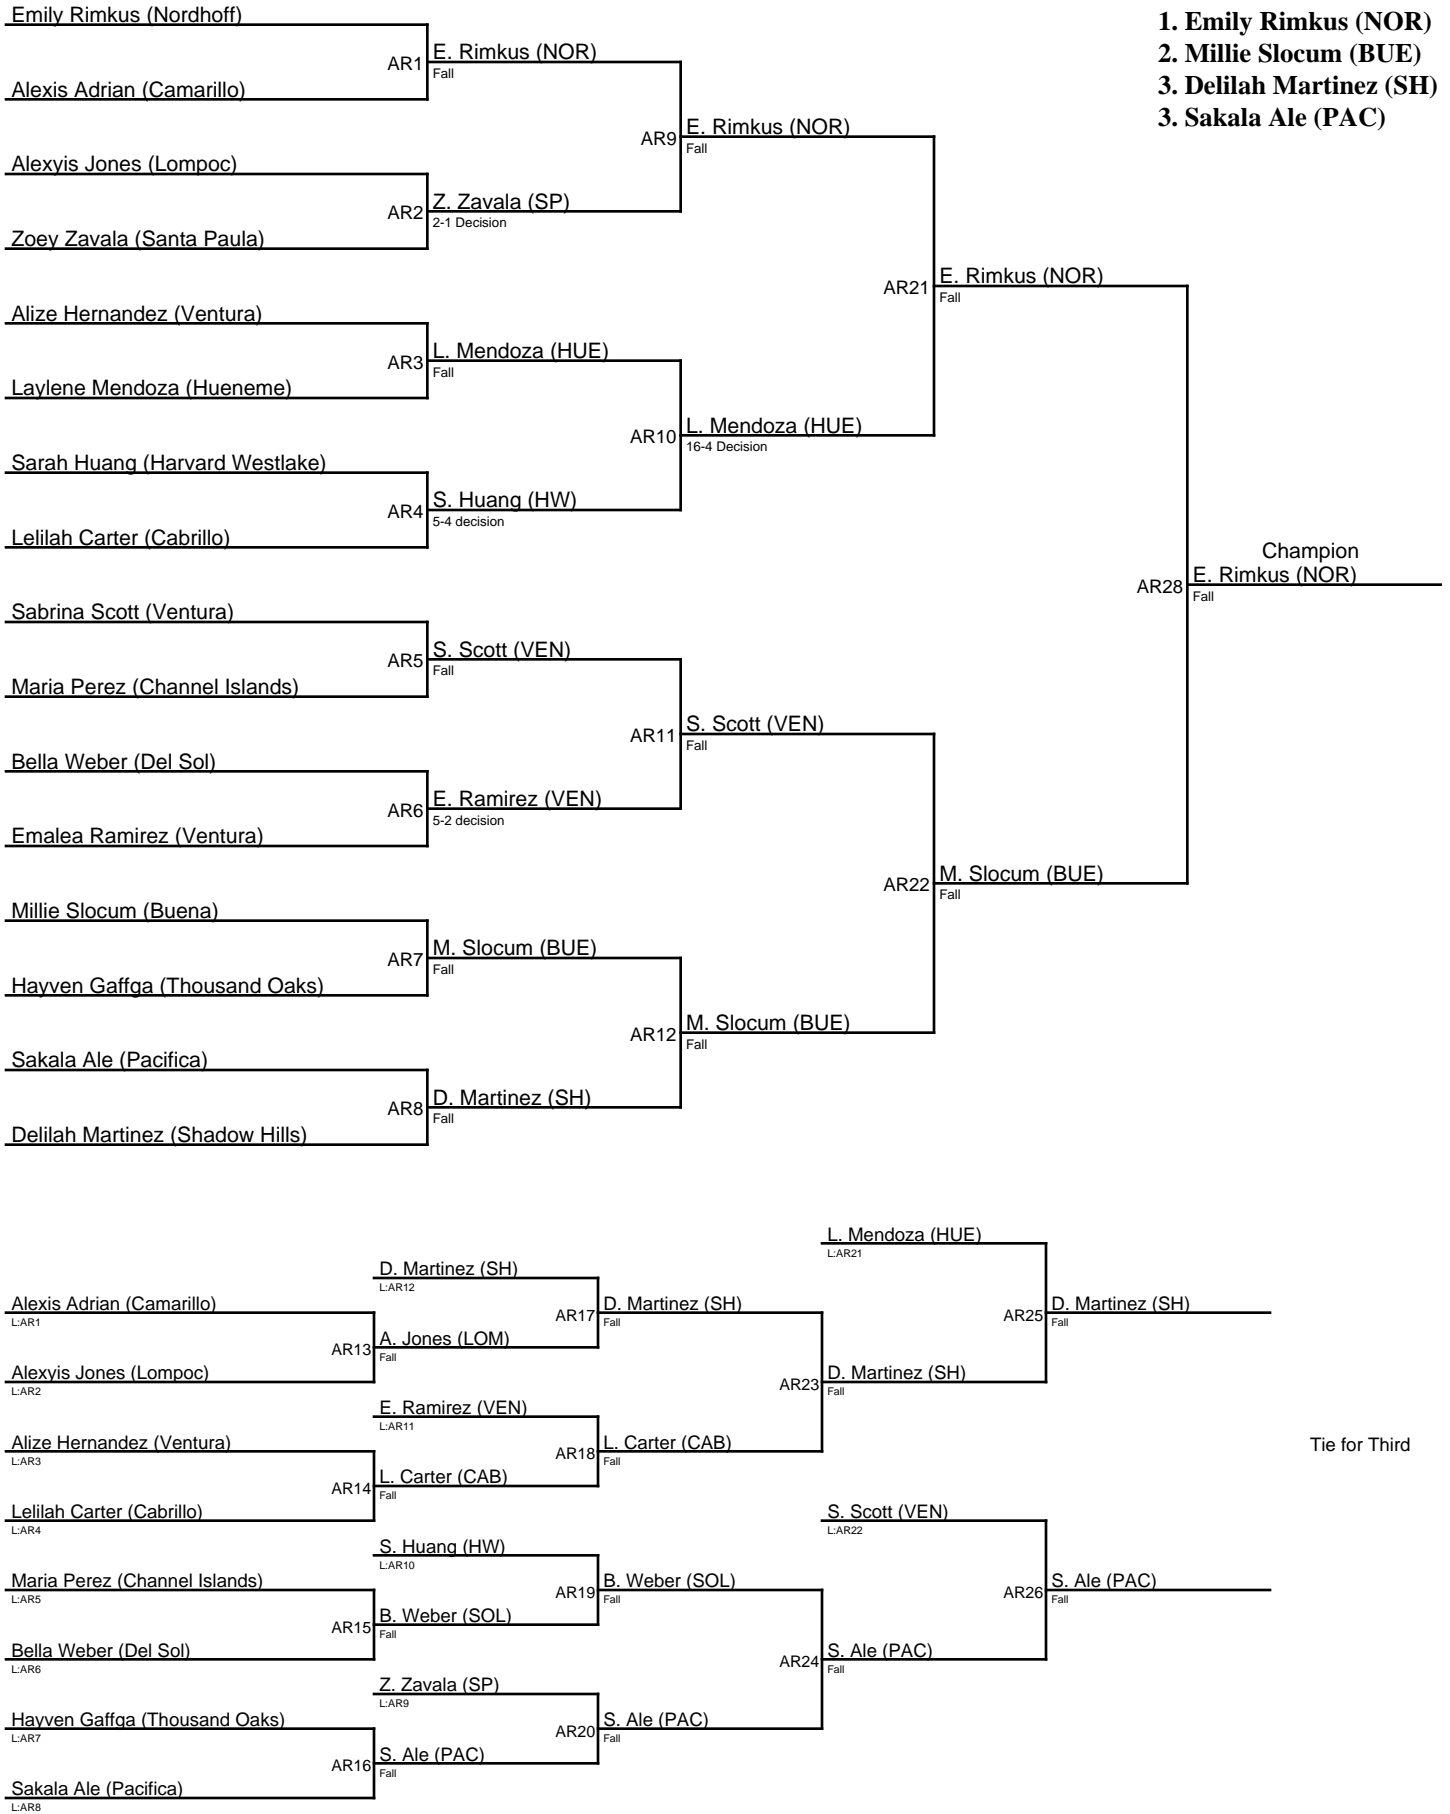 Emily Rimkus (Nordhoff)
1. Emily Rimkus (NOR)
2. Millie Slocum (BUE)
3. Delilah Martinez (SH)
3. Sakala Ale (PAC)
AR1
E. Rimkus (NOR)
Fall
Alexis Adrian (Camarillo)
AR9
E. Rimkus (NOR)
Fall
Alexyis Jones (Lompoc)
AR2
Z. Zavala (SP)
2-1 Decision
Zoey Zavala (Santa Paula)
AR21
E. Rimkus (NOR)
Fall
Alize Hernandez (Ventura)
AR3
L. Mendoza (HUE)
Fall
Laylene Mendoza (Hueneme)
AR10
L. Mendoza (HUE)
16-4 Decision
Sarah Huang (Harvard Westlake)
AR4
S. Huang (HW)
5-4 decision
Lelilah Carter (Cabrillo)
Champion
AR28
E. Rimkus (NOR)
Fall
Sabrina Scott (Ventura)
AR5
S. Scott (VEN)
Fall
Maria Perez (Channel Islands)
AR11
S. Scott (VEN)
Fall
Bella Weber (Del Sol)
AR6
E. Ramirez (VEN)
5-2 decision
Emalea Ramirez (Ventura)
AR22
M. Slocum (BUE)
Fall
Millie Slocum (Buena)
AR7
M. Slocum (BUE)
Fall
Hayven Gaffga (Thousand Oaks)
AR12
M. Slocum (BUE)
Fall
Sakala Ale (Pacifica)
AR8
D. Martinez (SH)
Fall
Delilah Martinez (Shadow Hills)
L. Mendoza (HUE)
L:AR21
D. Martinez (SH)
L:AR12
Alexis Adrian (Camarillo)
L:AR1
AR17
D. Martinez (SH)
Fall
AR25
D. Martinez (SH)
Fall
AR13
A. Jones (LOM)
Fall
Alexyis Jones (Lompoc)
L:AR2
AR23
D. Martinez (SH)
Fall
E. Ramirez (VEN)
L:AR11
Alize Hernandez (Ventura)
L:AR3
AR18
L. Carter (CAB)
Fall
Tie for Third
AR14
L. Carter (CAB)
Fall
Lelilah Carter (Cabrillo)
L:AR4
S. Scott (VEN)
L:AR22
S. Huang (HW)
L:AR10
Maria Perez (Channel Islands)
L:AR5
AR19
B. Weber (SOL)
Fall
AR26
S. Ale (PAC)
Fall
AR15
B. Weber (SOL)
Fall
Bella Weber (Del Sol)
L:AR6
AR24
S. Ale (PAC)
Fall
Z. Zavala (SP)
L:AR9
Hayven Gaffga (Thousand Oaks)
L:AR7
AR20
S. Ale (PAC)
Fall
AR16
S. Ale (PAC)
Fall
Sakala Ale (Pacifica)
L:AR8